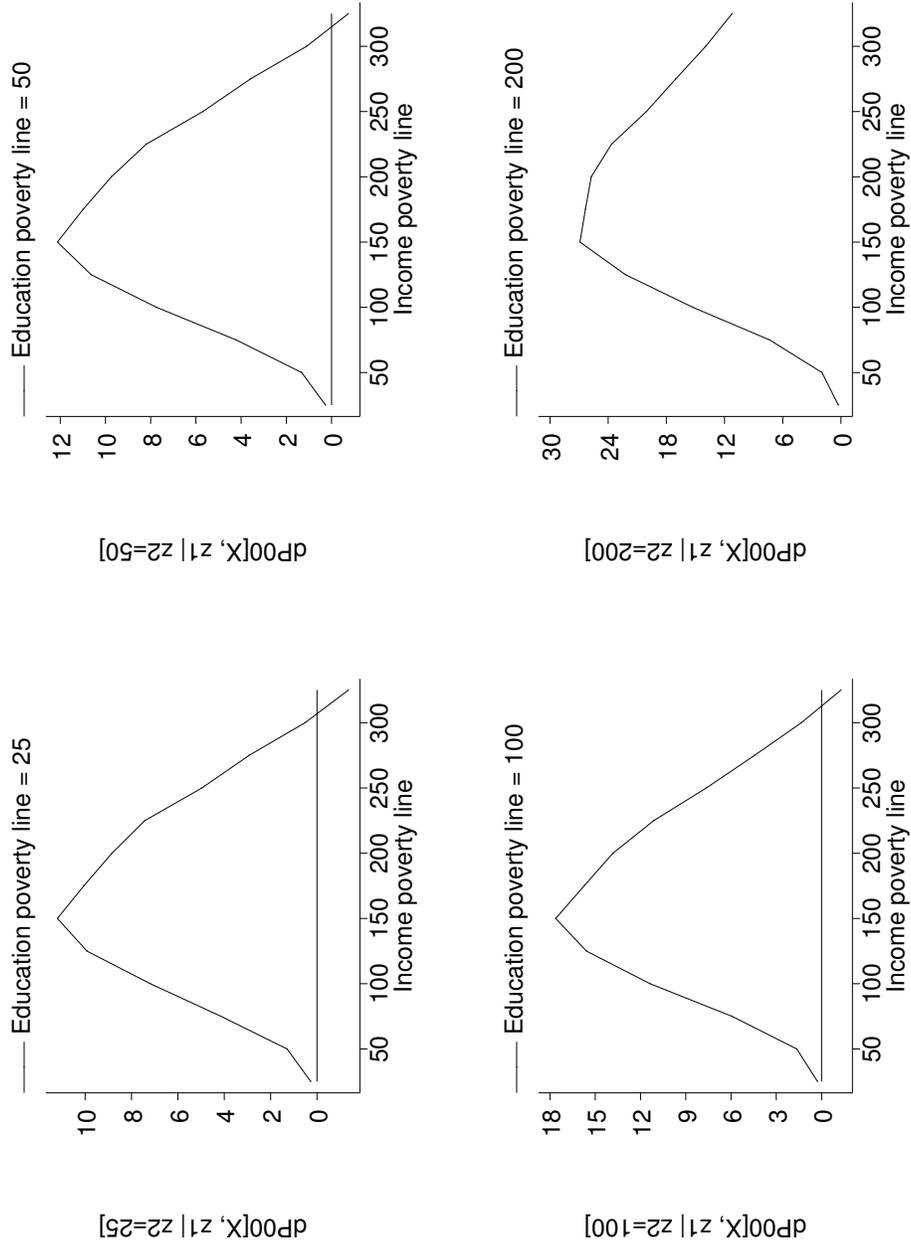 Education poverty line = 25
10
8
6
4
2
0
dP00[X, z1| z2=25]
50 100 150 200 250 300
Income poverty line
Education poverty line = 50
12
10
8
6
4
2
0
dP00[X, z1| z2=50]
50 100 150 200 250 300
Income poverty line
Education poverty line = 100
18
15
12
9
6
3
0
dP00[X, z1| z2=100]
50 100 150 200 250 300
Income poverty line
Education poverty line = 200
30
24
18
12
6
0
dP00[X, z1| z2=200]
50 100 150 200 250 300
Income poverty line